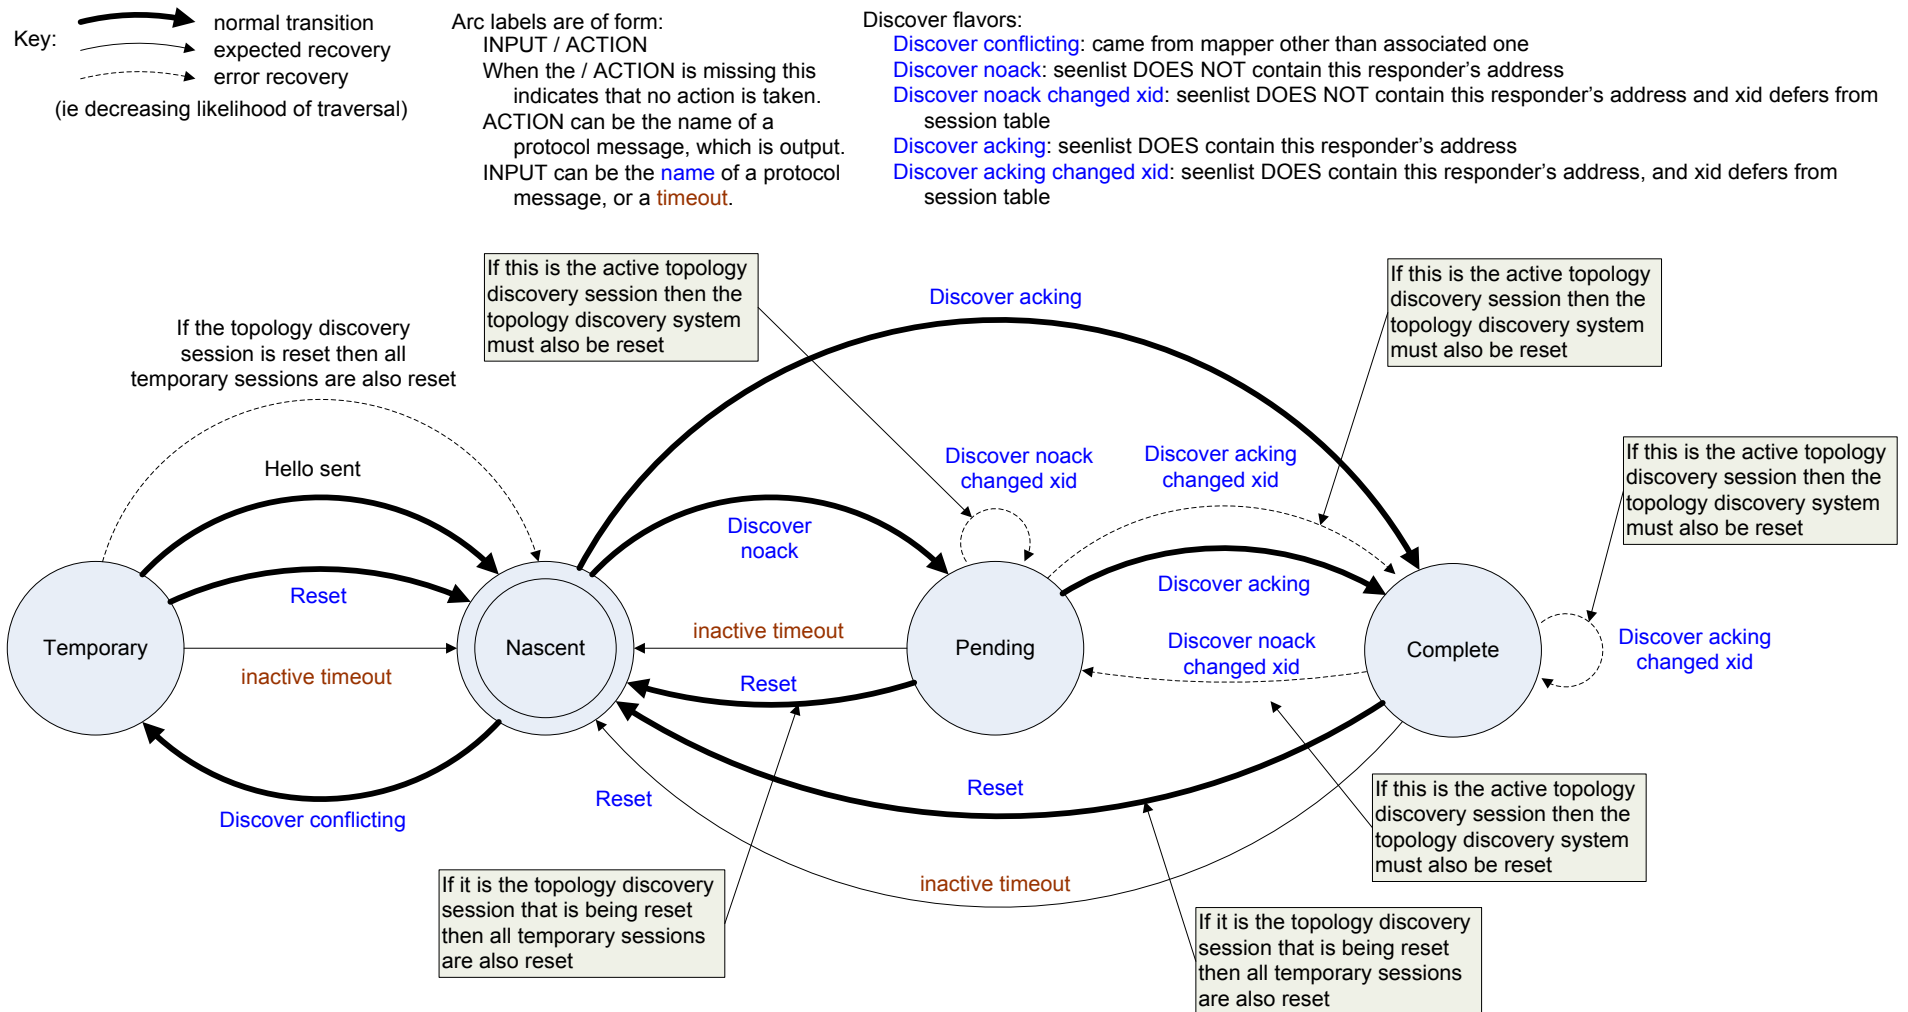 Key:
normal transition
expected recovery
error recovery
(ie decreasing likelihood of traversal)
Arc labels are of form:
INPUT / ACTION
When the / ACTION is missing this
indicates that no action is taken.
ACTION can be the name of a
protocol message, which is output.
INPUT can be the name of a protocol
message, or a timeout.
Discover flavors:
Discover conflicting: came from mapper other than associated one
Discover noack: seenlist DOES NOT contain this responder's address
Discover noack changed xid: seenlist DOES NOT contain this responder's address and xid defers from
session table
Discover acking: seenlist DOES contain this responder's address
Discover acking changed xid: seenlist DOES contain this responder's address, and xid defers from
session table
If the topology discovery
session is reset then all
temporary sessions are also reset
If this is the active topology
discovery session then the
topology discovery system
must also be reset
Discover acking
If this is the active topology
discovery session then the
topology discovery system
must also be reset
If this is the active topology
discovery session then the
topology discovery system
must also be reset
Hello sent
Discover
noack
Discover noack
changed xid
Discover acking
changed xid
Reset
Discover acking
Temporary
inactive timeout
Nascent
inactive timeout
Reset
Pending
Discover noack
changed xid
Complete
Discover acking
changed xid
Discover conflicting
Reset
Reset
inactive timeout
If this is the active topology
discovery session then the
topology discovery system
must also be reset
If it is the topology discovery
session that is being reset
then all temporary sessions
are also reset
If it is the topology discovery
session that is being reset
then all temporary sessions
are also reset